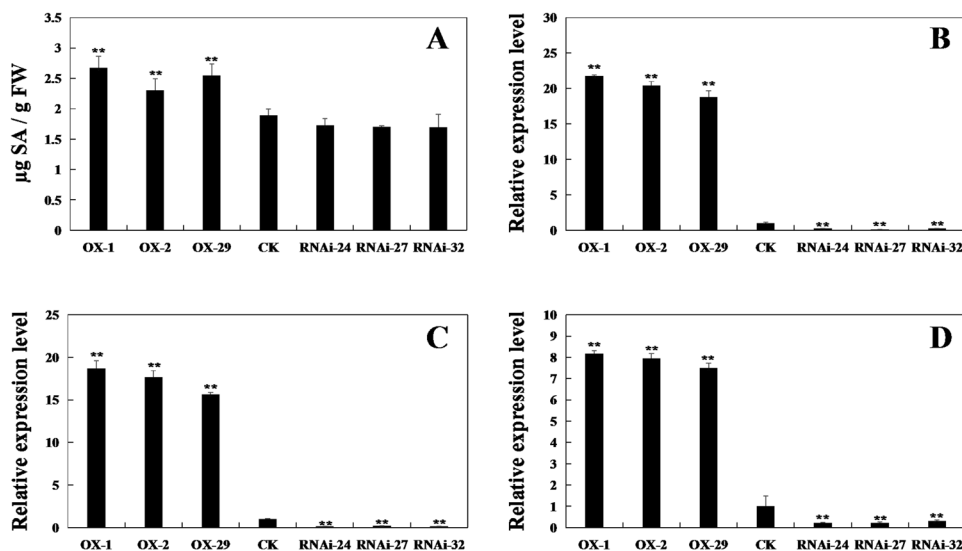 A
µg SA / g FW
3.5
3
2.5
2
1.5
1
0.5
0
** ** **
OX-1 OX-2 OX-29 CK RNAi-24 RNAi-27 RNAi-32
B
Relative expression level
30
25
20
15
10
5
0
** ** ** ** ** **
OX-1 OX-2 OX-29 CK RNAi-24 RNAi-27 RNAi-32
C
Relative expression level
25
20
15
10
5
0
** ** ** ** ** **
OX-1 OX-2 OX-29 CK RNAi-24 RNAi-27 RNAi-32
D
Relative expression level
10
9
8
7
6
5
4
3
2
1
0
** ** ** ** ** **
OX-1 OX-2 OX-29 CK RNAi-24 RNAi-27 RNAi-32